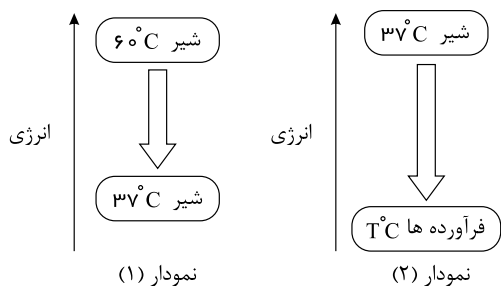 شیر ۶۰°C
انرژی
شیر ۳۷°C
نمودار (۱)
شیر ۳۷°C
انرژی
فرآورده ها T°C
نمودار (۲)